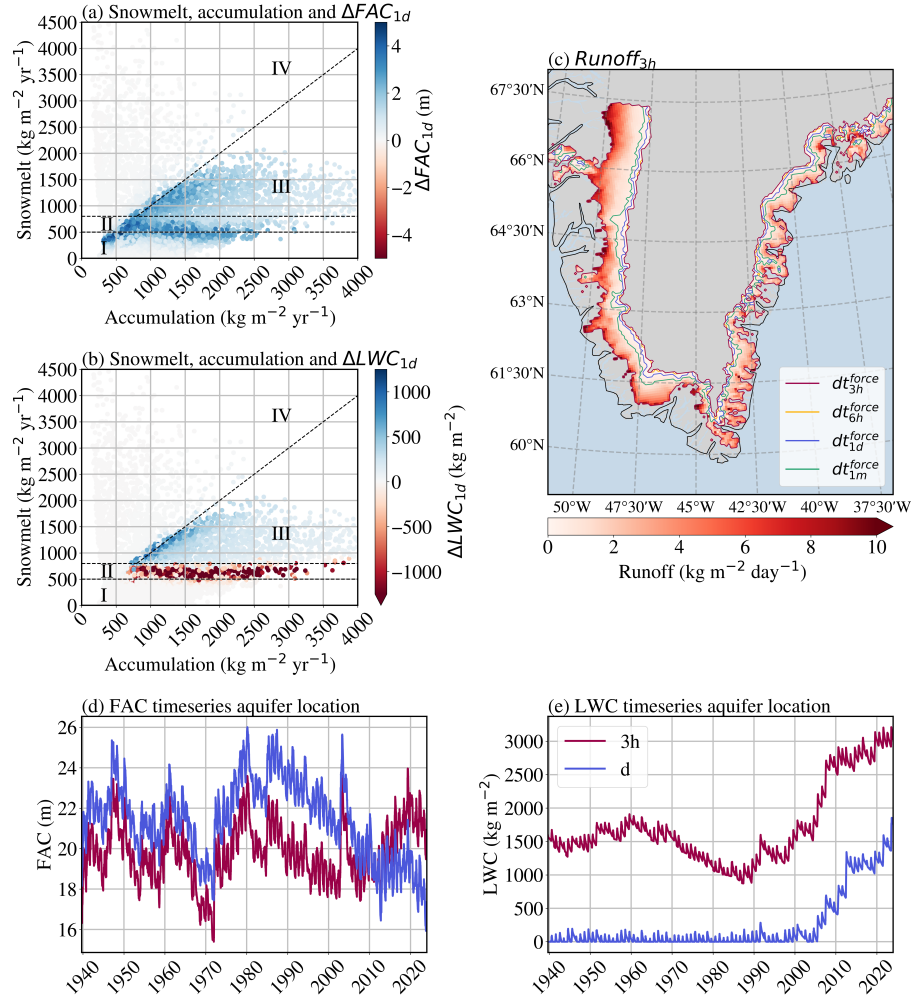 (a) Snowmelt, accumulation and ΔFAC₁d
Snowmelt (kg m⁻² yr⁻¹)
4500
4000
3500
3000
2500
2000
1500
1000
500
0
IV
III
II
I
0
500
1000
1500
2000
2500
3000
3500
4000
Accumulation (kg m⁻² yr⁻¹)
4
2
0
−2
−4
ΔFAC₁d (m)
(b) Snowmelt, accumulation and ΔLWC₁d
Snowmelt (kg m⁻² yr⁻¹)
4500
4000
3500
3000
2500
2000
1500
1000
500
0
IV
III
II
I
0
500
1000
1500
2000
2500
3000
3500
4000
Accumulation (kg m⁻² yr⁻¹)
1000
500
0
−500
−1000
ΔLWC₁d (kg m⁻²)
(c) Runoff₃h
67°30'N
66°N
64°30'N
63°N
61°30'N
60°N
dt₃h^force
dt₆h^force
dt₁d^force
dt₁m^force
50°W
47°30'W
45°W
42°30'W
40°W
37°30'W
0
2
4
6
8
10
Runoff (kg m⁻² day⁻¹)
(d) FAC timeseries aquifer location
FAC (m)
26
24
22
20
18
16
1940
1950
1960
1970
1980
1990
2000
2010
2020
(e) LWC timeseries aquifer location
LWC (kg m⁻²)
3000
2500
2000
1500
1000
500
0
3h
d
1940
1950
1960
1970
1980
1990
2000
2010
2020